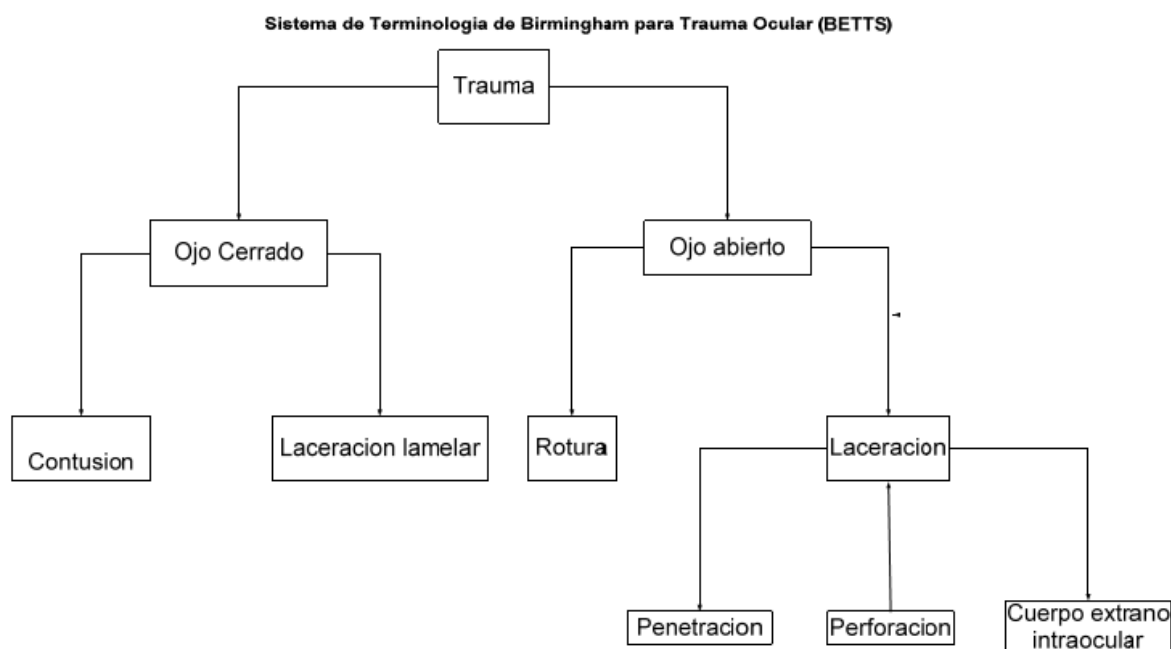 Sistema de Terminologia de Birmingham para Trauma Ocular (BETTS)
Trauma
Ojo Cerrado
Ojo abierto
Contusion
Laceracion lamelar
Rotura
Laceracion
Penetracion
Perforacion
Cuerpo extrano
intraocular